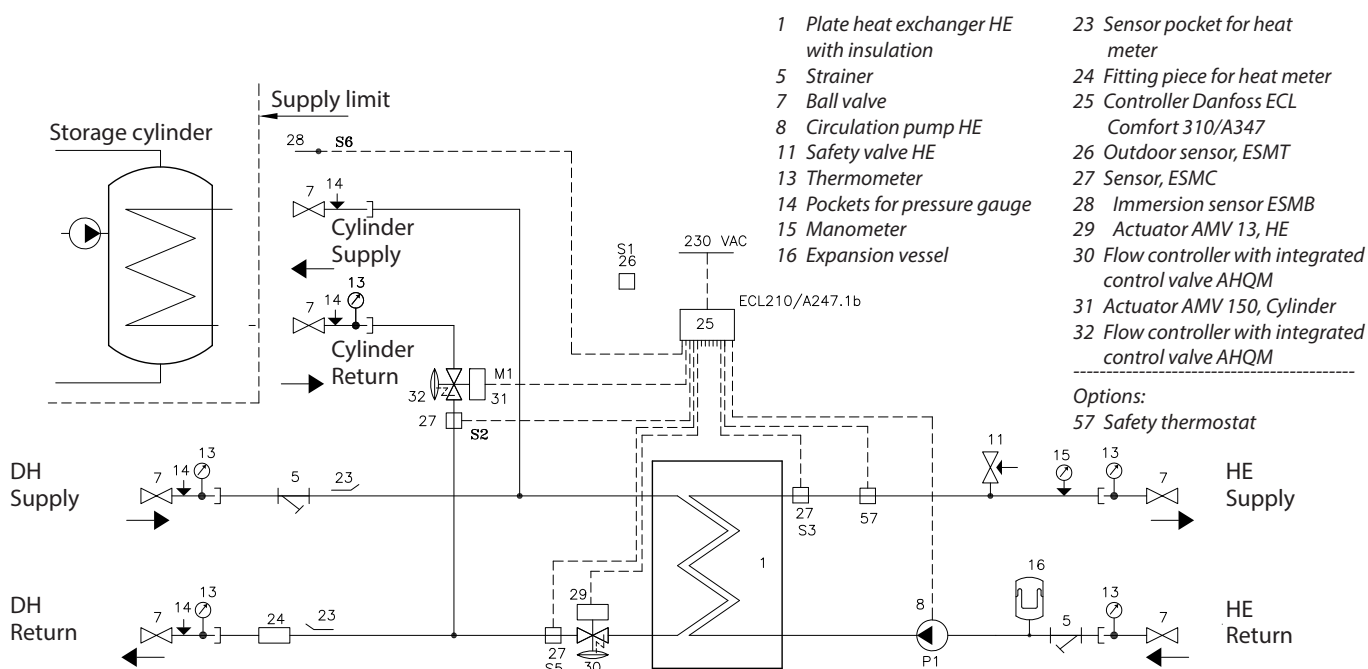 1 Plate heat exchanger HE
with insulation
5 Strainer
7 Ball valve
8 Circulation pump HE
11 Safety valve HE
13 Thermometer
14 Pockets for pressure gauge
15 Manometer
16 Expansion vessel
23 Sensor pocket for heat
meter
24 Fitting piece for heat meter
25 Controller Danfoss ECL
Comfort 310/A347
26 Outdoor sensor, ESMT
27 Sensor, ESMC
28 Immersion sensor ESMB
29 Actuator AMV 13, HE
30 Flow controller with integrated
control valve AHQM
31 Actuator AMV 150, Cylinder
32 Flow controller with integrated
control valve AHQM
Options:
57 Safety thermostat
Supply limit
Storage cylinder
28 S6
7 14
Cylinder
Supply
13
7 14
Cylinder
Return
S1
26
230 VAC
ECL210/A247.1b
25
M1
32 31
27 S2
DH
Supply
7 14 13 5 23
1
27
S3
57
11
15
13
7
HE
Supply
DH
Return
7 14 13 24 23
29
27
S5
30
8
P1
16
5
13
7
HE
Return